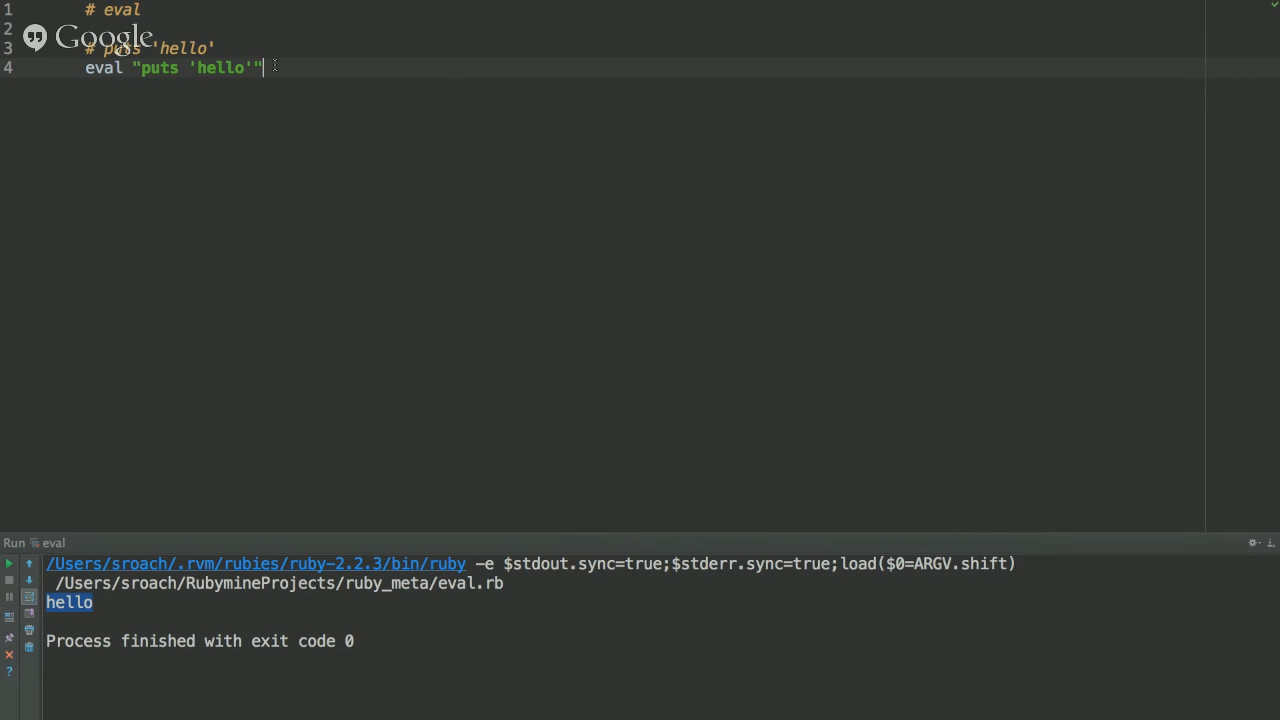 1 # eval
2
Google
3 # puts 'hello'
4 eval "puts 'hello'"
Run eval
/Users/sroach/.rvm/rubies/ruby-2.2.3/bin/ruby -e $stdout.sync=true;$stderr.sync=true;load($0=ARGV.shift)
/Users/sroach/RubymineProjects/ruby_meta/eval.rb
hello
Process finished with exit code 0